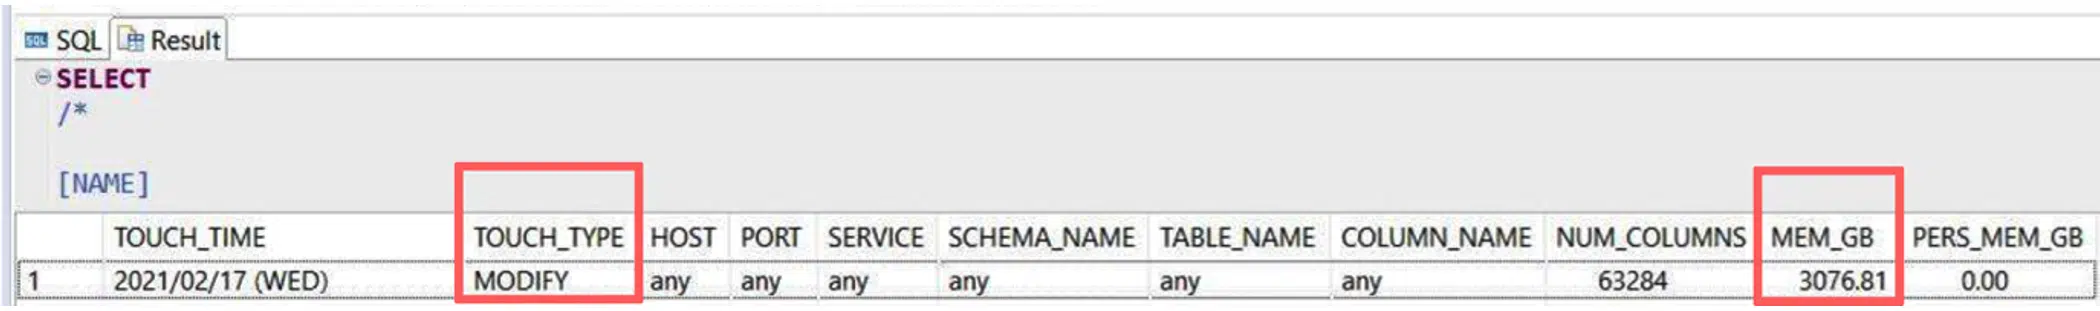 SQL Result
SELECT
/*
[NAME]
TOUCH_TIME TOUCH_TYPE HOST PORT SERVICE SCHEMA_NAME TABLE_NAME COLUMN_NAME NUM_COLUMNS MEM_GB PERS_MEM_GB
1 2021/02/17 (WED) MODIFY any any any any any any 63284 3076.81 0.00